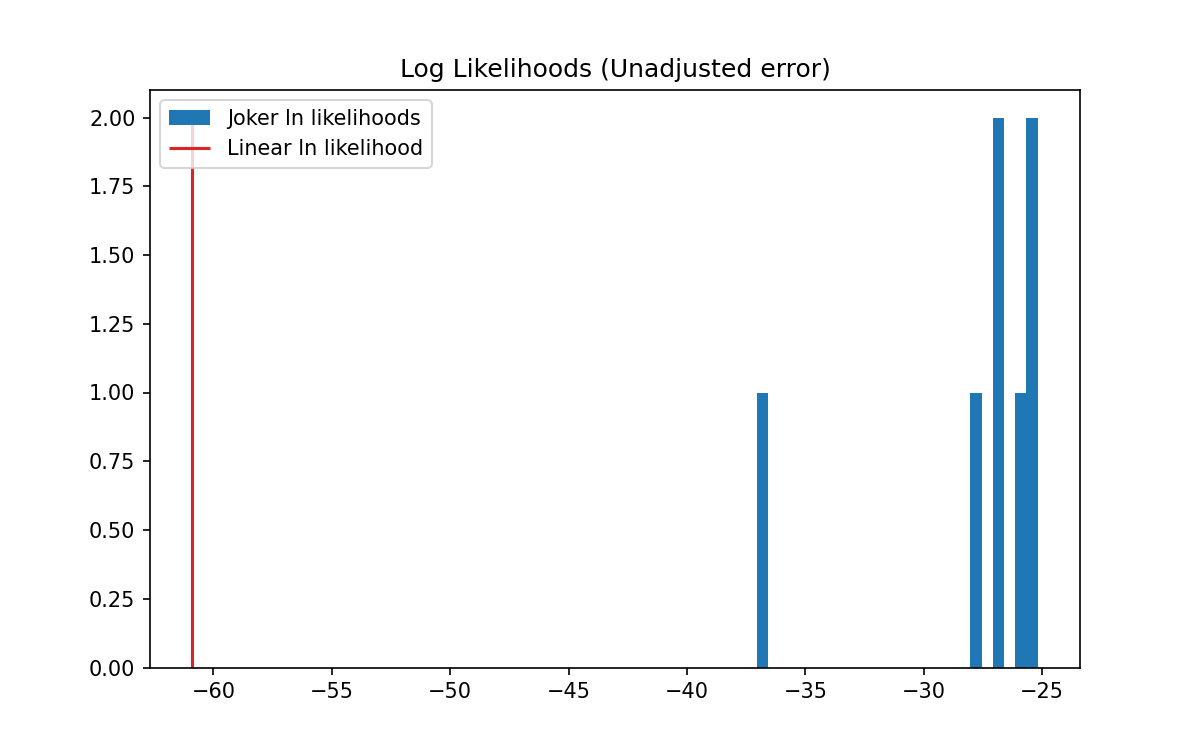 Log Likelihoods (Unadjusted error)
Joker ln likelihoods
Linear ln likelihood
2.00
1.75
1.50
1.25
1.00
0.75
0.50
0.25
0.00
−60 −55 −50 −45 −40 −35 −30 −25